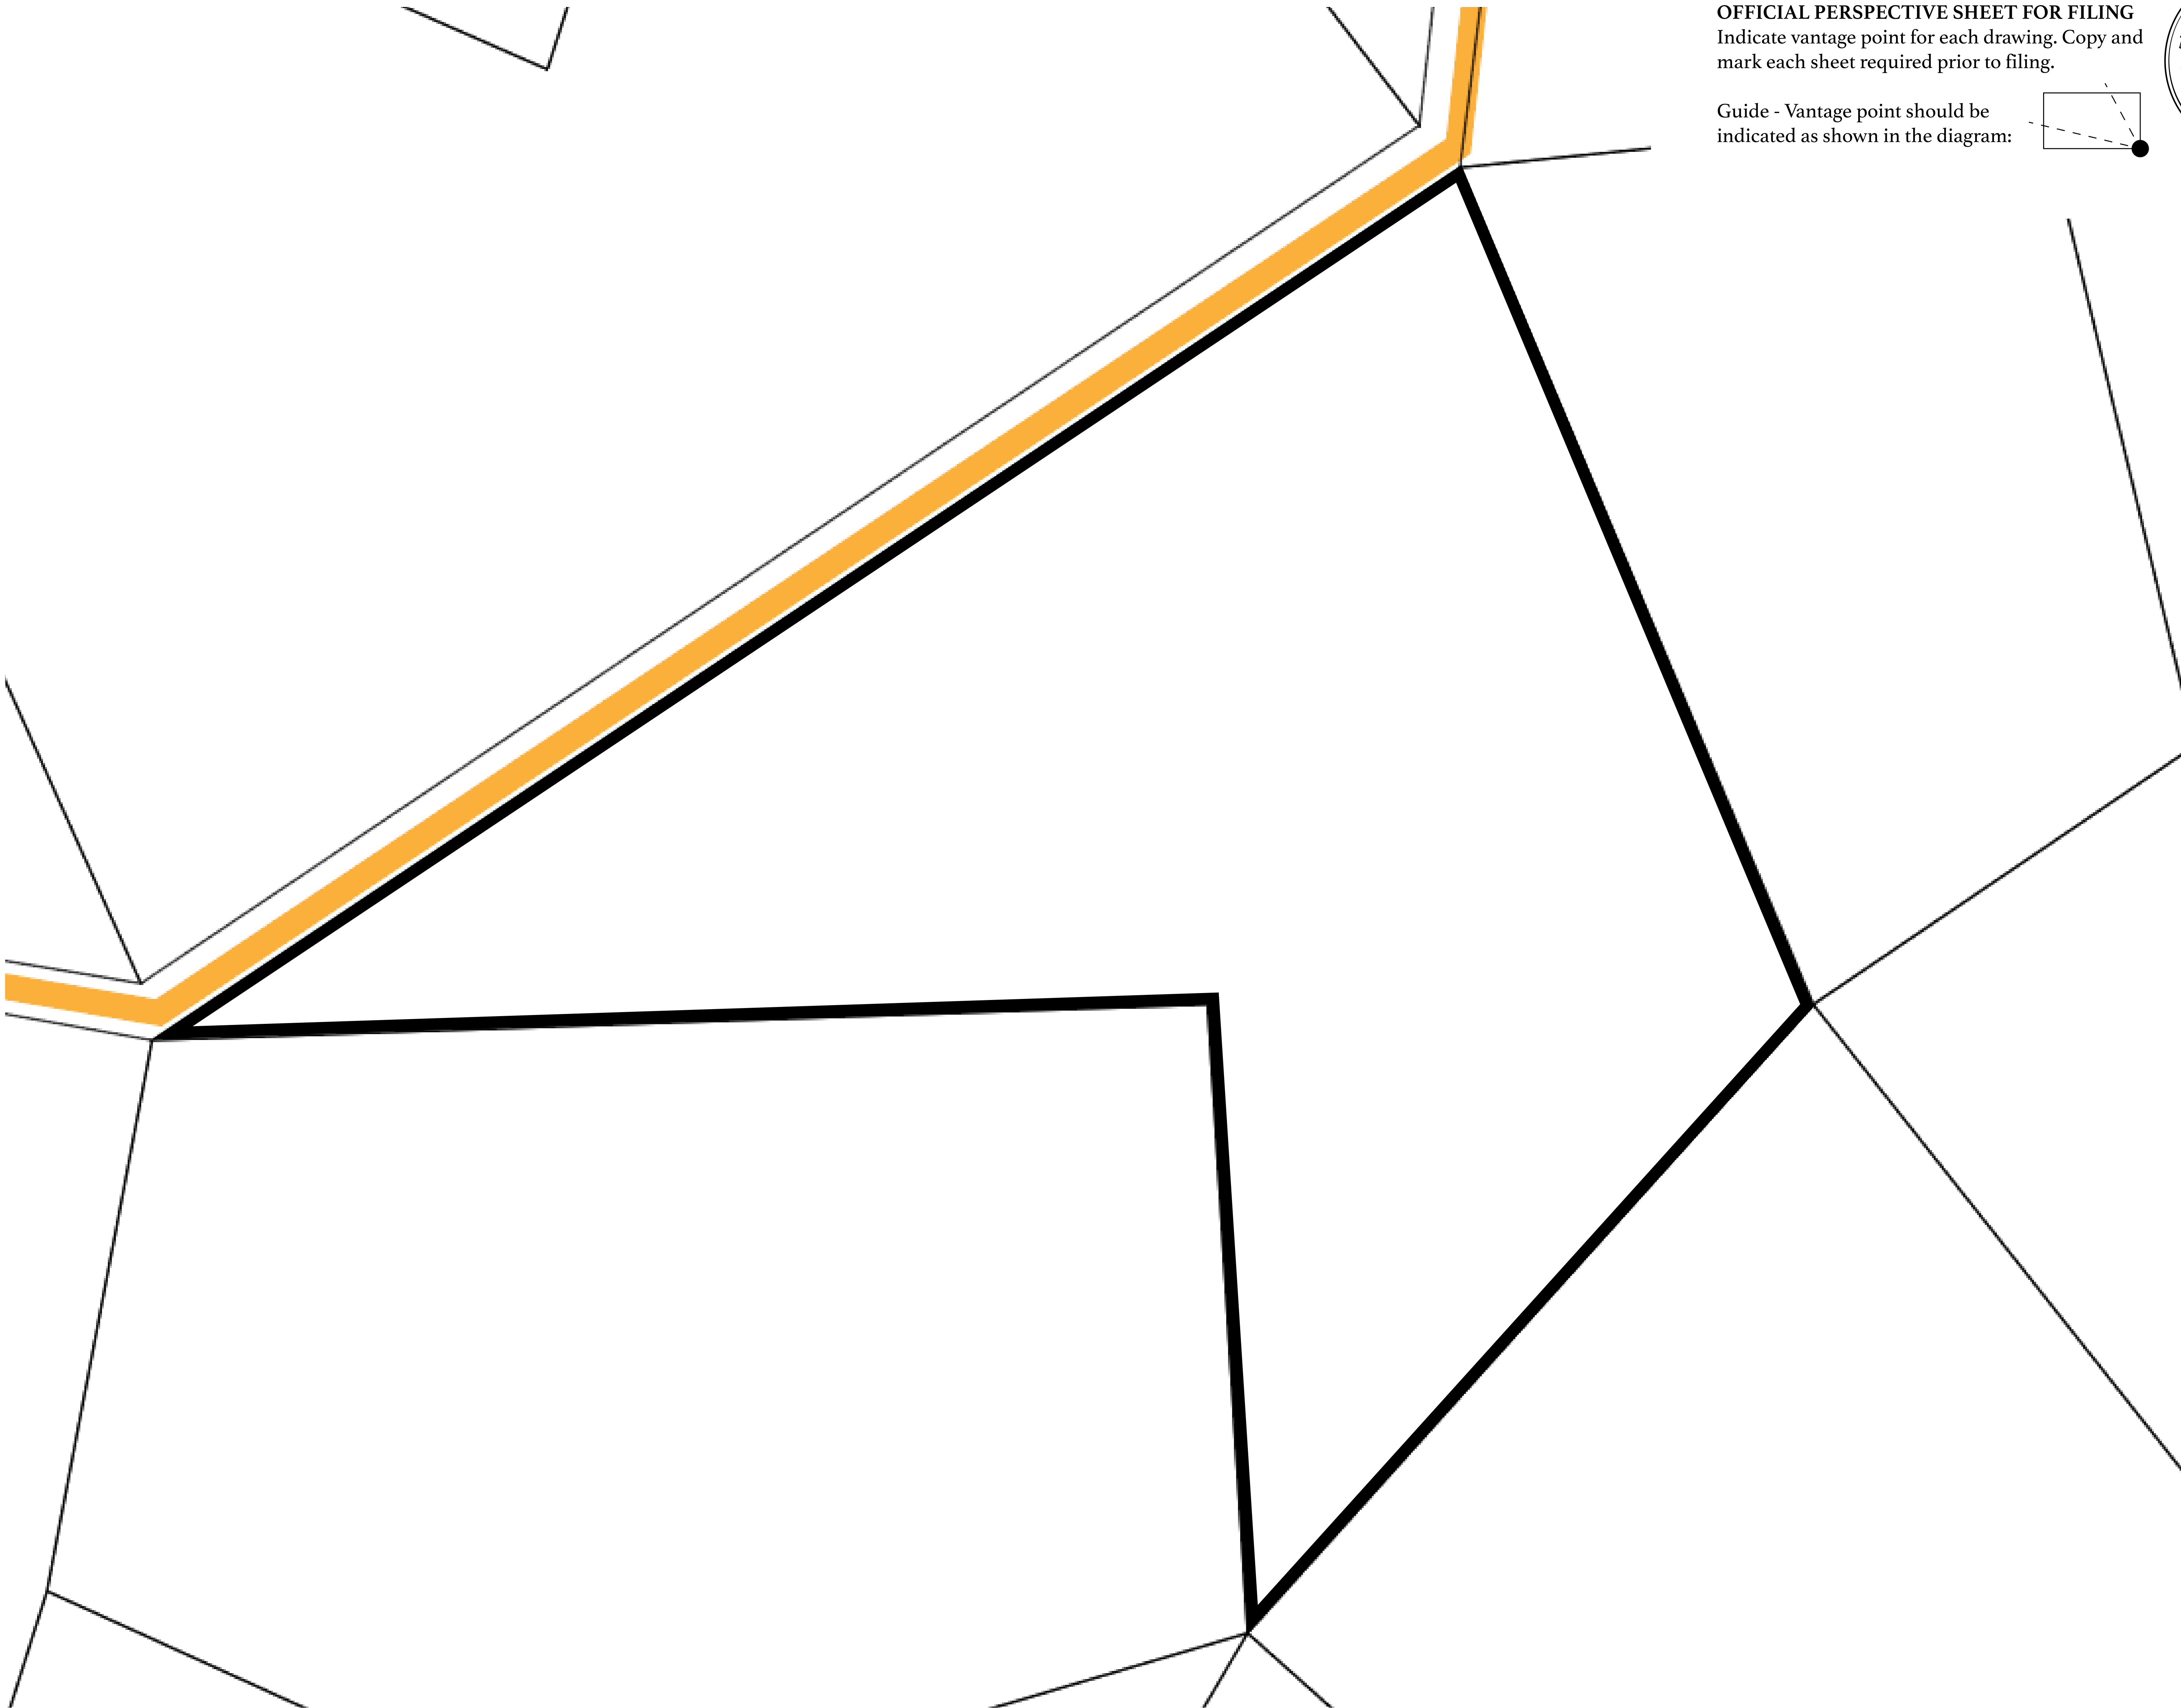 OFFICIAL PERSPECTIVE SHEET FOR FILING
Indicate vantage point for each drawing. Copy and
mark each sheet required prior to filing.
Guide - Vantage point should be
indicated as shown in the diagram: